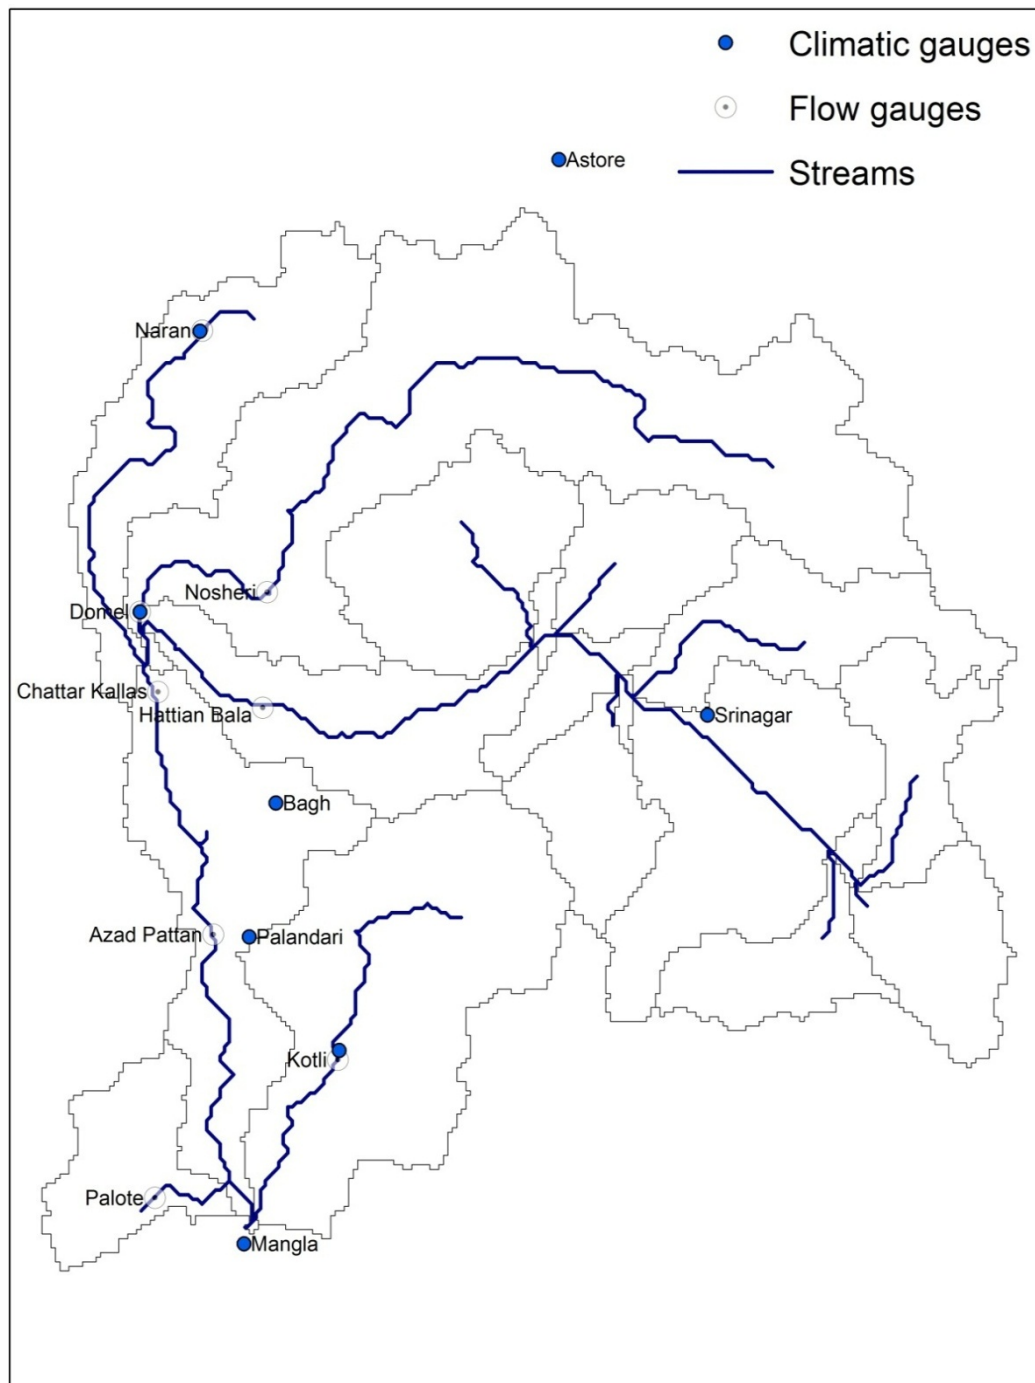 Climatic gauges
Flow gauges
Streams
Astore
Naran
Nosheri
Domel
Chattar Kallas
Hattian Bala
Srinagar
Bagh
Azad Pattan
Palandari
Kotli
Palote
Mangla